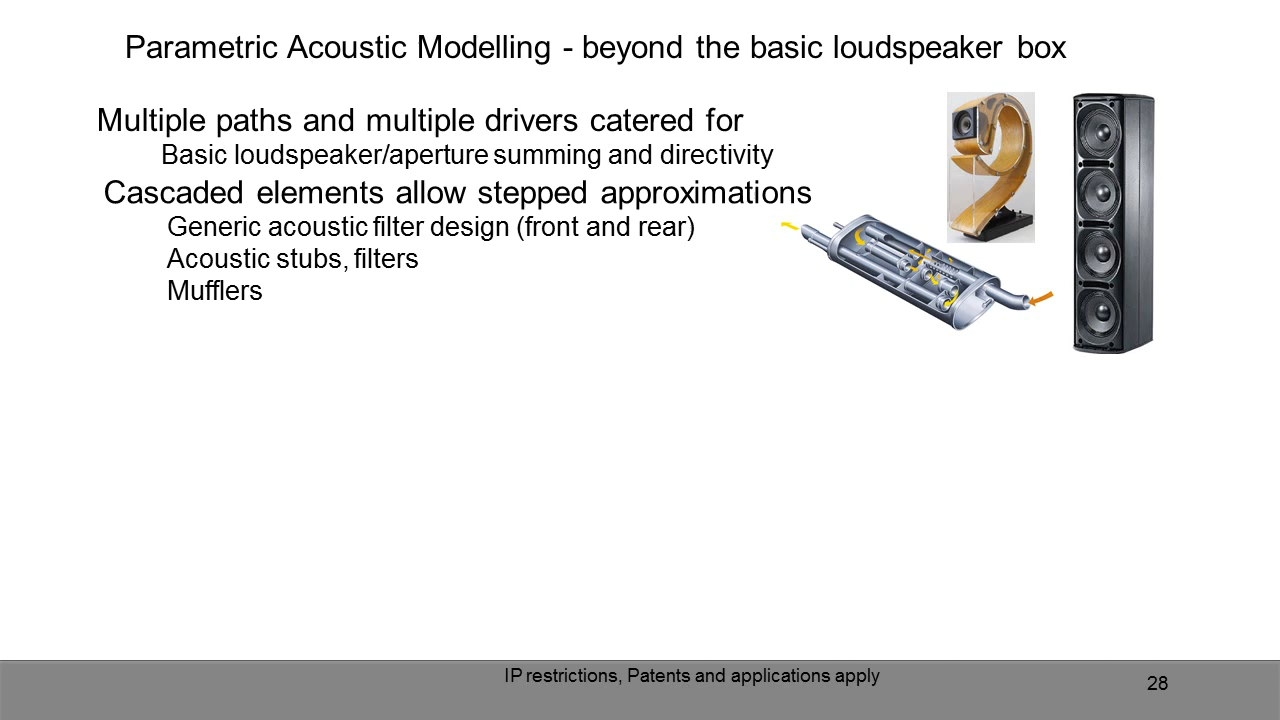 Parametric Acoustic Modelling - beyond the basic loudspeaker box
Multiple paths and multiple drivers catered for
Basic loudspeaker/aperture summing and directivity
Cascaded elements allow stepped approximations
Generic acoustic filter design (front and rear)
Acoustic stubs, filters
Mufflers
IP restrictions, Patents and applications apply
28